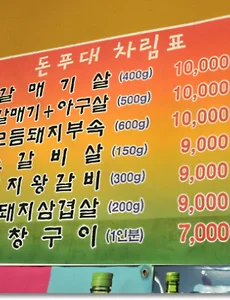 돈푸대 차림표
갈매기살 (400g) 10,000
갈매기+아구살 (500g) 10,000
모듬돼지부속 (600g) 10,000
갈비살 (150g) 9,000
지왕갈비 (300g) 9,000
돼지삼겹살 (200g) 9,000
창구이 (1인분) 7,000